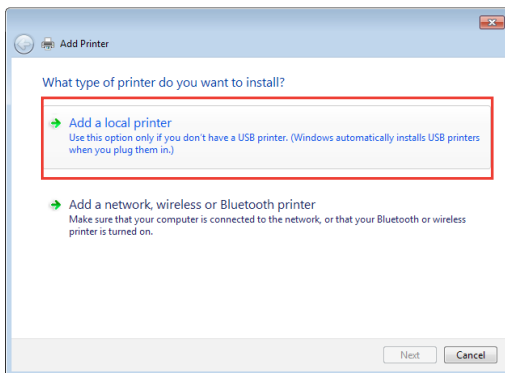 Add Printer
What type of printer do you want to install?
Add a local printer
Use this option only if you don't have a USB printer. (Windows automatically installs USB printers
when you plug them in.)
Add a network, wireless or Bluetooth printer
Make sure that your computer is connected to the network, or that your Bluetooth or wireless
printer is turned on.
Next Cancel